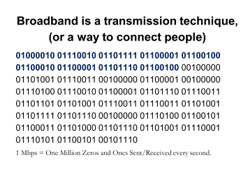 Broadband is a transmission technique,
(or a way to connect people)
01000010 01110010 01101111 01100001 01100100
01100010 01100001 01101110 01100100 00100000
01101001 01110011 00100000 01100001 00100000
01110100 01110010 01100001 01101110 01110011
01101101 01101001 01110011 01110011 01101001
01101111 01101110 00100000 01110100 01100101
01100011 01101000 01101110 01101001 01110001
01110101 01100101 00101110
1 Mbps = One Million Zeros and Ones Sent/Received every second.